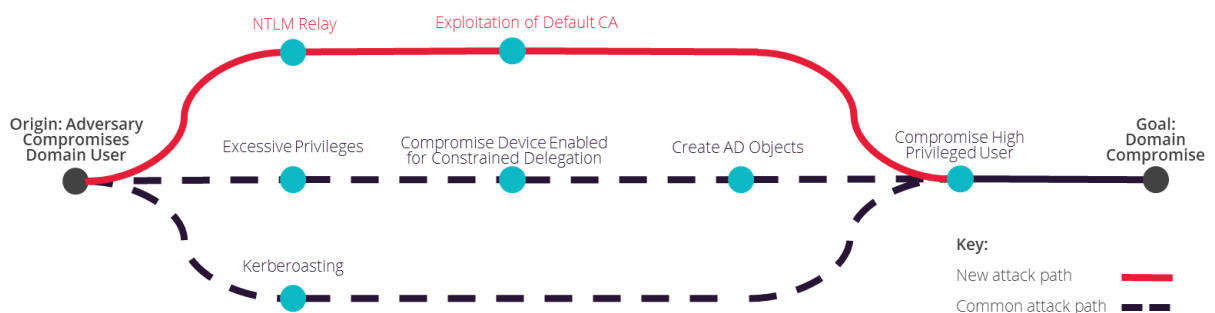 NTLM Relay
Exploitation of Default CA
Origin: Adversary
Compromises
Domain User
Excessive Privileges
Compromise Device Enabled
for Constrained Delegation
Create AD Objects
Compromise High
Privileged User
Goal:
Domain
Compromise
Kerberoasting
Key:
New attack path
Common attack path